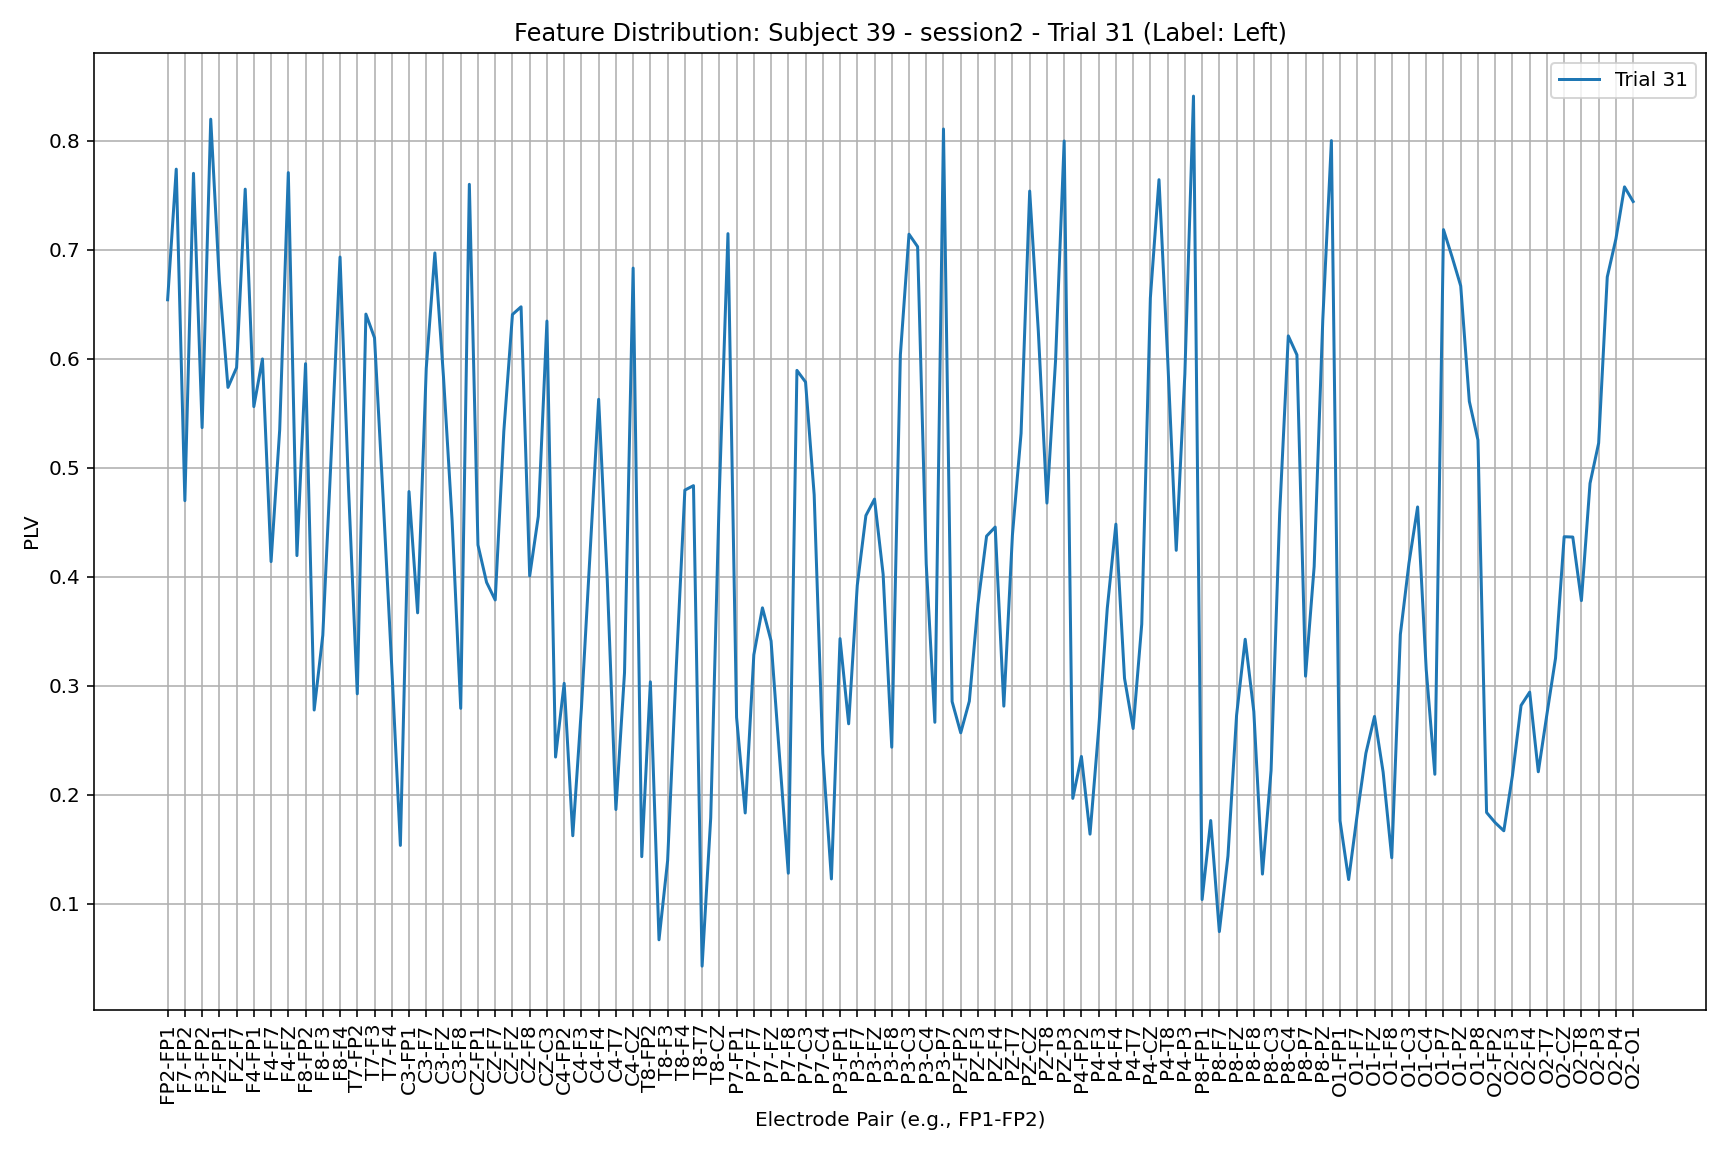 Feature Distribution: Subject 39 - session2 - Trial 31 (Label: Left)
Trial 31
PLV
0.8
0.7
0.6
0.5
0.4
0.3
0.2
0.1
FP2-FP1
F7-FP2
F3-FP2
FZ-FP1
FZ-F7
F4-FP1
F4-F7
F4-FZ
F8-FP2
F8-F3
F8-F4
T7-FP2
T7-F3
T7-F4
C3-FP1
C3-F7
C3-FZ
C3-F8
CZ-FP1
CZ-F7
CZ-FZ
CZ-F8
CZ-C3
C4-FP2
C4-F3
C4-F4
C4-T7
C4-CZ
T8-FP2
T8-F3
T8-F4
T8-T7
T8-CZ
P7-FP1
P7-F7
P7-FZ
P7-F8
P7-C3
P7-C4
P3-FP1
P3-F7
P3-FZ
P3-F8
P3-C3
P3-C4
P3-P7
PZ-FP2
PZ-F3
PZ-F4
PZ-T7
PZ-CZ
PZ-T8
PZ-P3
P4-FP2
P4-F3
P4-F4
P4-T7
P4-CZ
P4-T8
P4-P3
P8-FP1
P8-F7
P8-FZ
P8-F8
P8-C3
P8-C4
P8-P7
P8-PZ
O1-FP1
O1-F7
O1-FZ
O1-F8
O1-C3
O1-C4
O1-P7
O1-PZ
O1-P8
O2-FP2
O2-F3
O2-F4
O2-T7
O2-CZ
O2-T8
O2-P3
O2-P4
O2-O1
Electrode Pair (e.g., FP1-FP2)